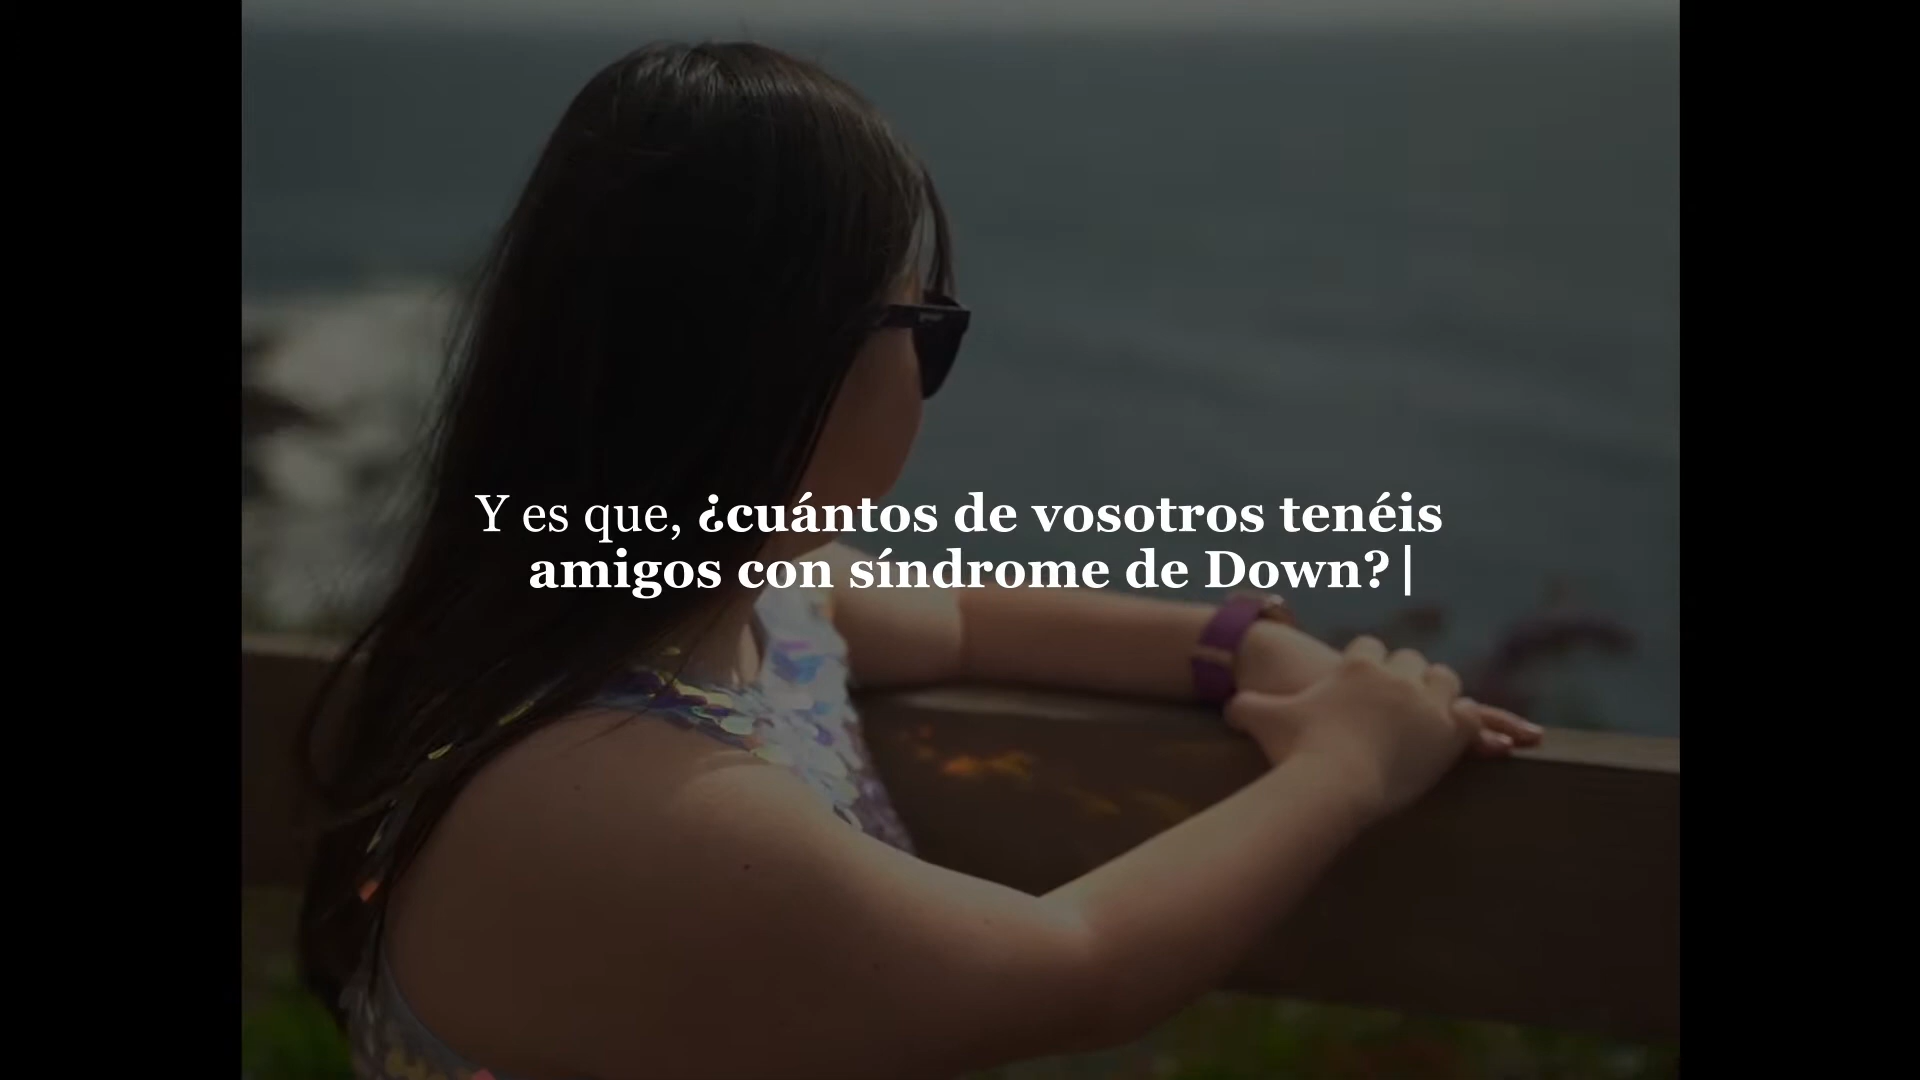 Y es que, ¿cuántos de vosotros tenéis
amigos con síndrome de Down?|